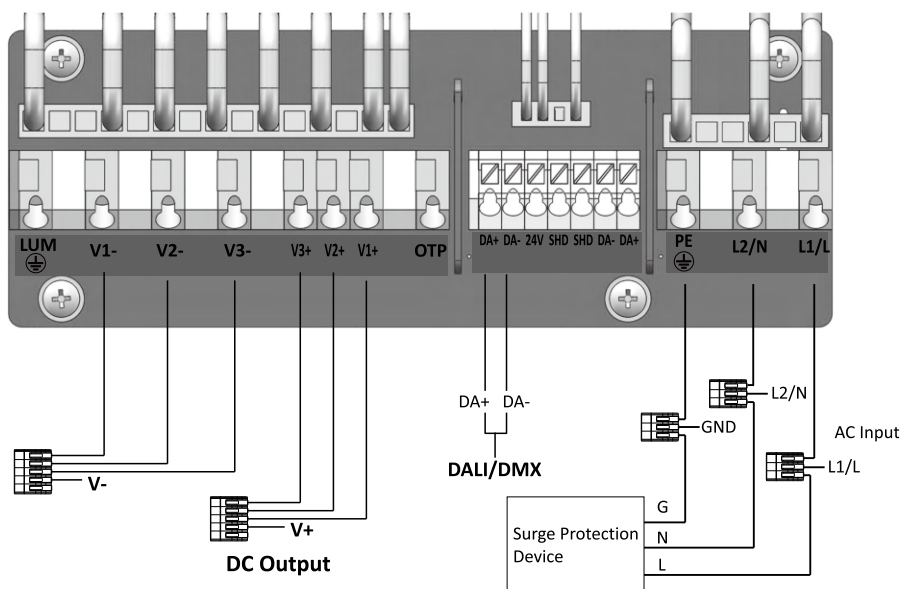 LUM V1- V2- V3- V3+ V2+ V1+ OTP
DA+ DA- 24V SHD SHD DA- DA+
PE L2/N L1/L
DA+ DA-
DALI/DMX
L2/N
GND
AC Input
L1/L
V-
V+
DC Output
Surge Protection
Device
G
N
L